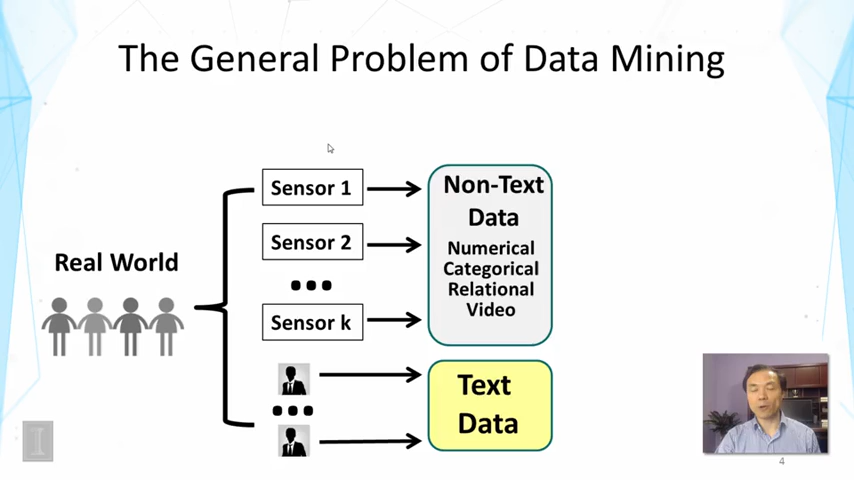 The General Problem of Data Mining
Real World
Sensor 1
Sensor 2
Sensor k
Non-Text
Data
Numerical
Categorical
Relational
Video
Text
Data
I
4